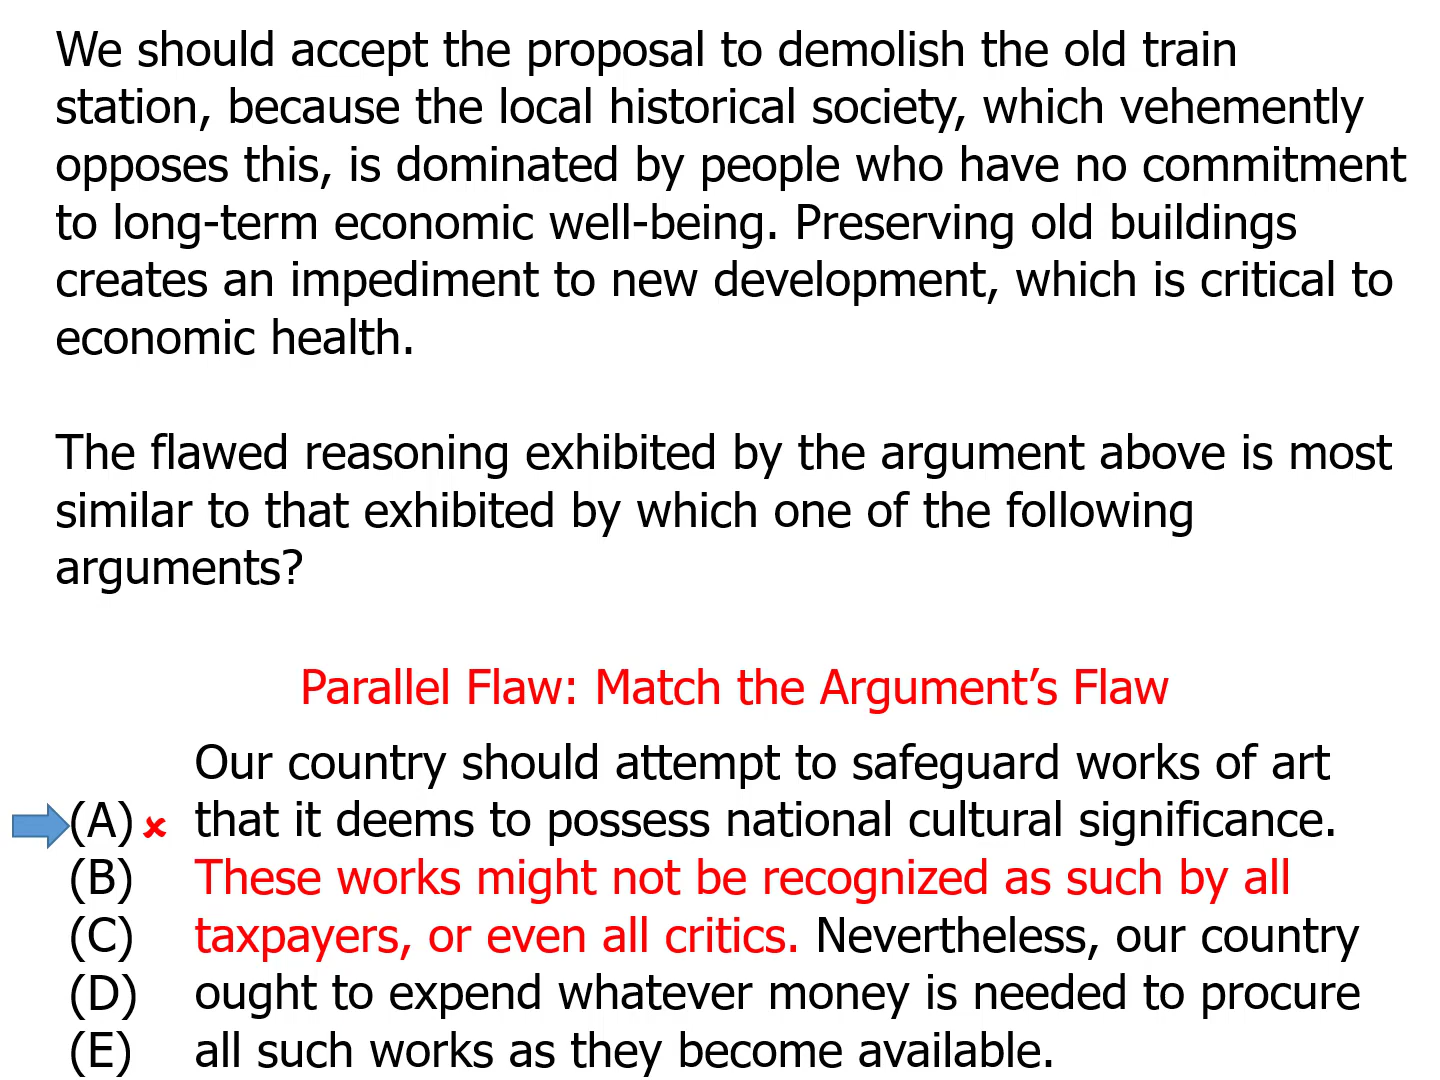 We should accept the proposal to demolish the old train
station, because the local historical society, which vehemently
opposes this, is dominated by people who have no commitment
to long-term economic well-being. Preserving old buildings
creates an impediment to new development, which is critical to
economic health.
The flawed reasoning exhibited by the argument above is most
similar to that exhibited by which one of the following
arguments?
Parallel Flaw: Match the Argument’s Flaw
Our country should attempt to safeguard works of art
(A) ✘ that it deems to possess national cultural significance.
(B) These works might not be recognized as such by all
(C) taxpayers, or even all critics. Nevertheless, our country
(D) ought to expend whatever money is needed to procure
(E) all such works as they become available.